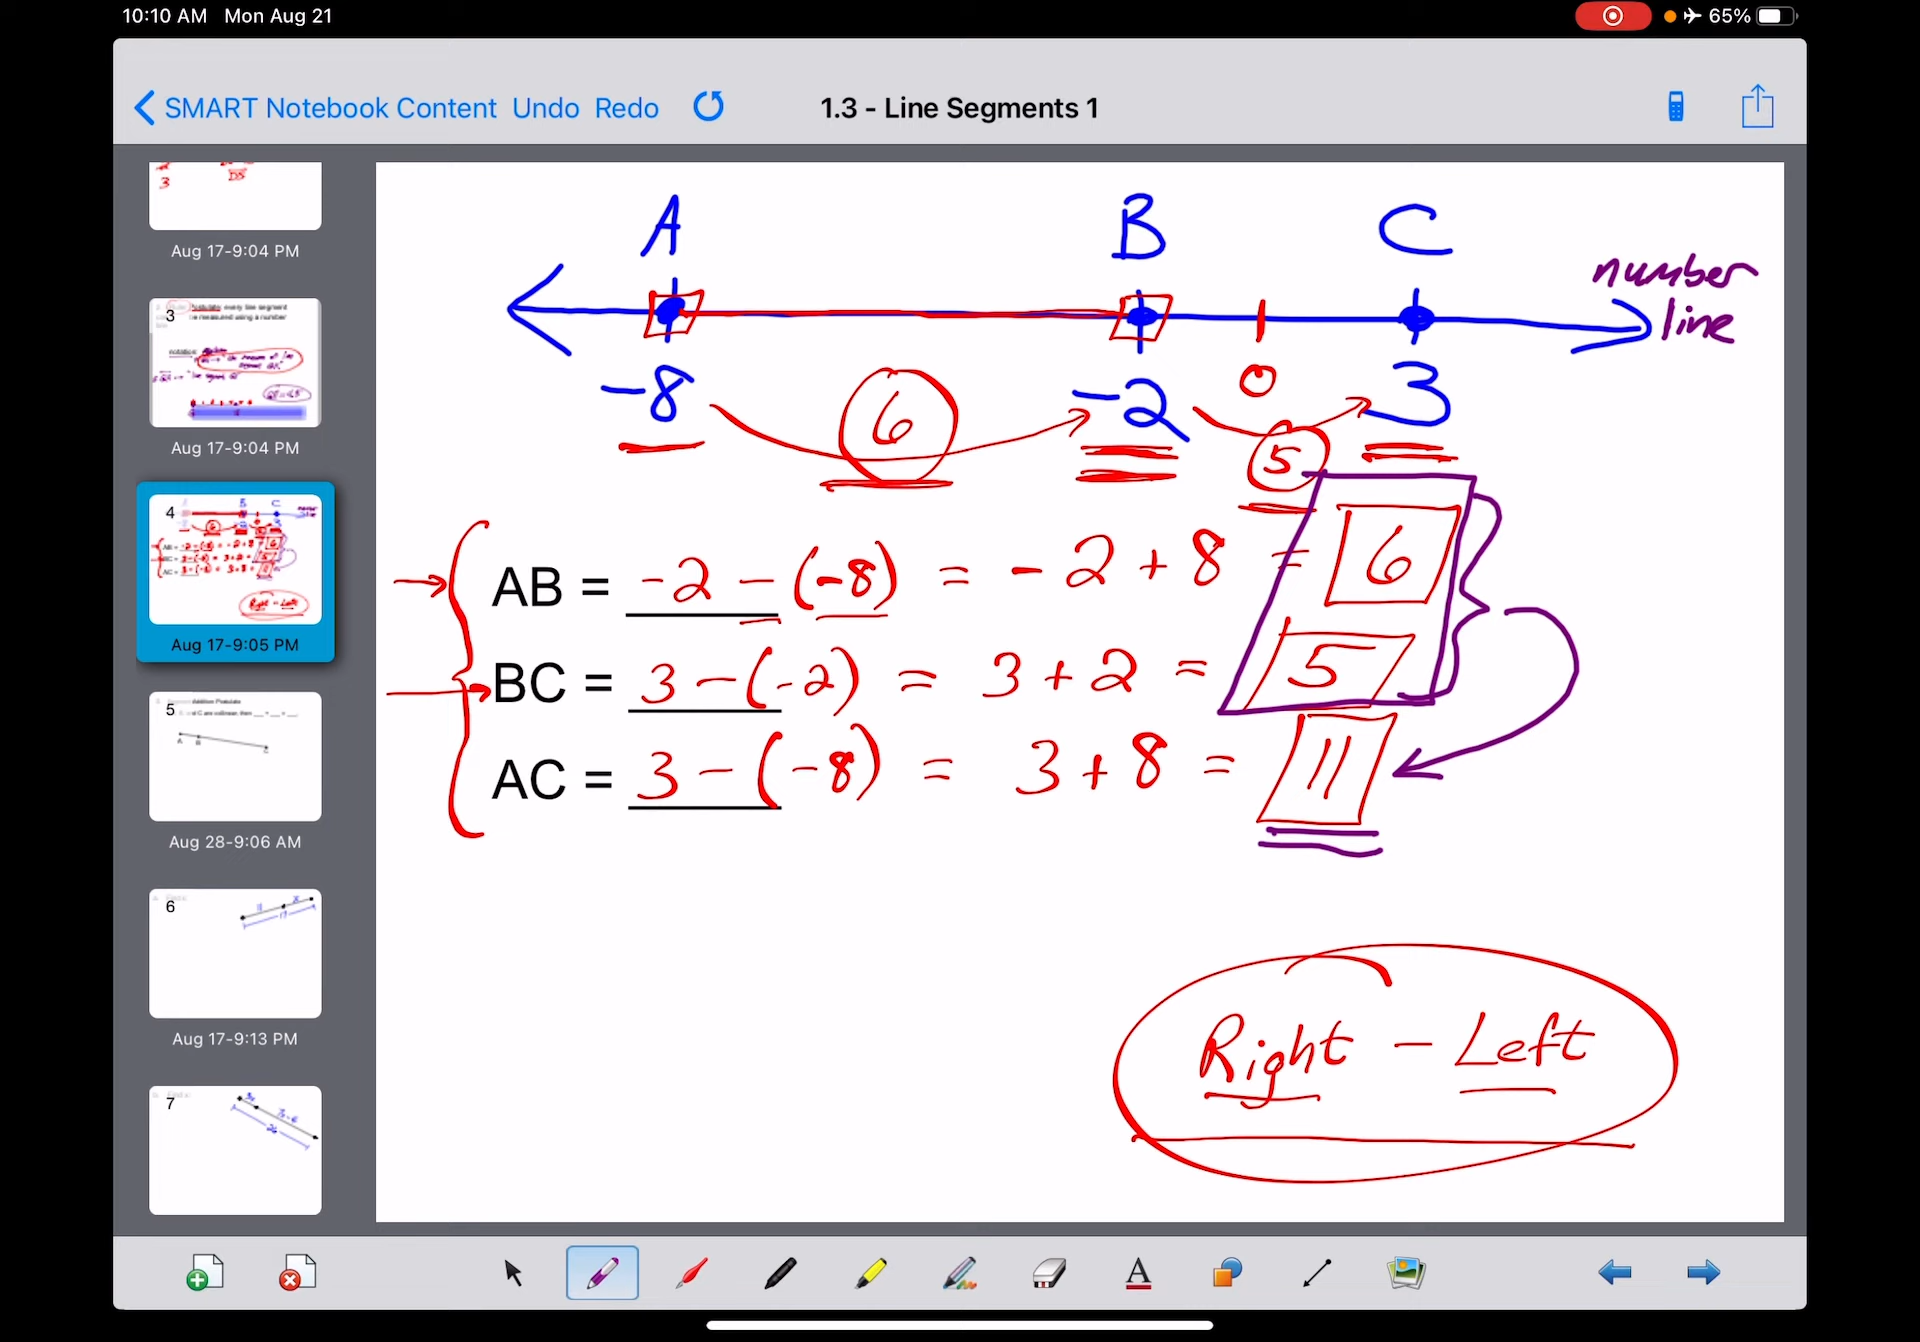 10:10 AM Mon Aug 21
65%
SMART Notebook Content Undo Redo
1.3 - Line Segments 1
3
DS
Aug 17-9:04 PM
3
Aug 17-9:04 PM
4
Aug 17-9:05 PM
5
Aug 28-9:06 AM
6
Aug 17-9:13 PM
7
A B C
number
line
-8 -2 0 3
6 5
AB = -2 - (-8) = -2 + 8 = 6
BC = 3 - (-2) = 3 + 2 = 5
AC = 3 - (-8) = 3 + 8 = 11
Right - Left
A